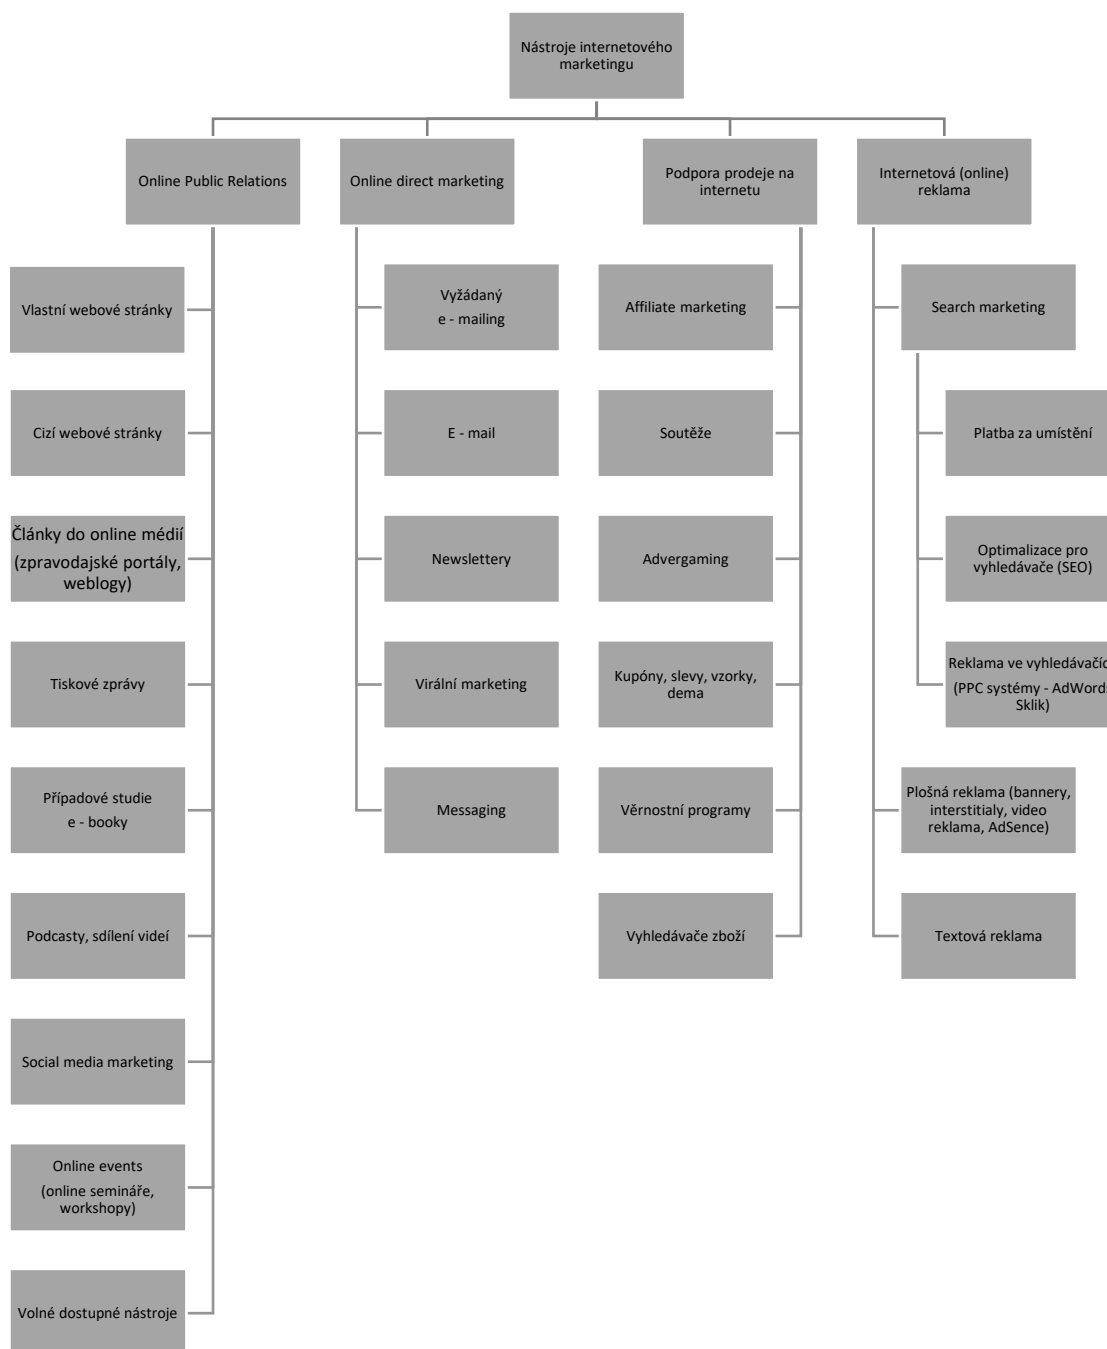 Nástroje internetového
marketingu
Online Public Relations
Vlastní webové stránky
Cizí webové stránky
Články do online médií
(zpravodajské portály,
weblogy)
Tiskové zprávy
Případové studie
e - booky
Podcasty, sdílení videí
Social media marketing
Online events
(online semináře,
workshopy)
Volné dostupné nástroje
Online direct marketing
Vyžádaný
e - mailing
E - mail
Newslettery
Virální marketing
Messaging
Podpora prodeje na
internetu
Affiliate marketing
Soutěže
Advergaming
Kupóny, slevy, vzorky,
dema
Věrnostní programy
Vyhledávače zboží
Internetová (online)
reklama
Search marketing
Platba za umístění
Optimalizace pro
vyhledávače (SEO)
Reklama ve
(PPC systémy -
Sklik)
Plošná reklama (bannery,
interstitialy, video
reklama, AdSence)
Textová reklama